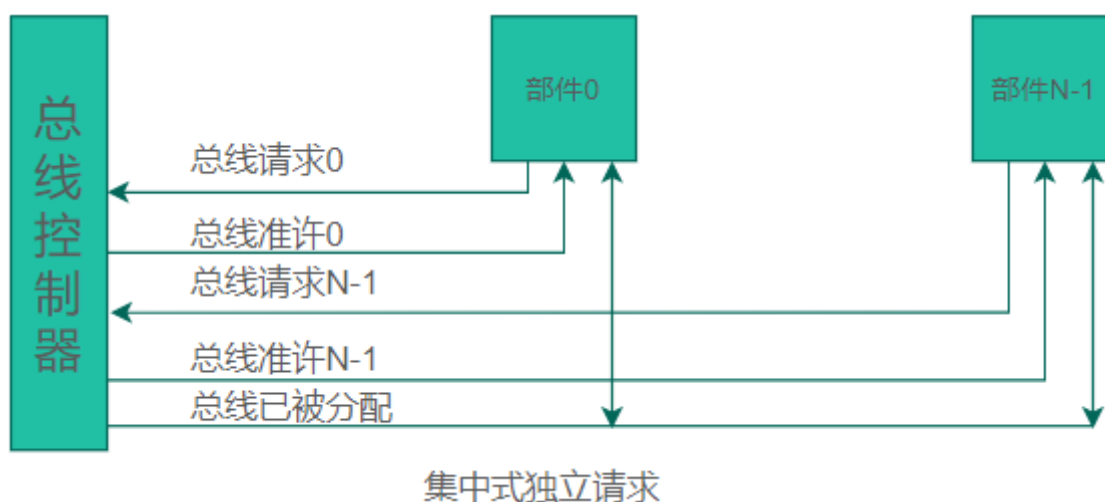 总线控制器
部件0
部件N-1
总线请求0
总线准许0
总线请求N-1
总线准许N-1
总线已被分配
集中式独立请求